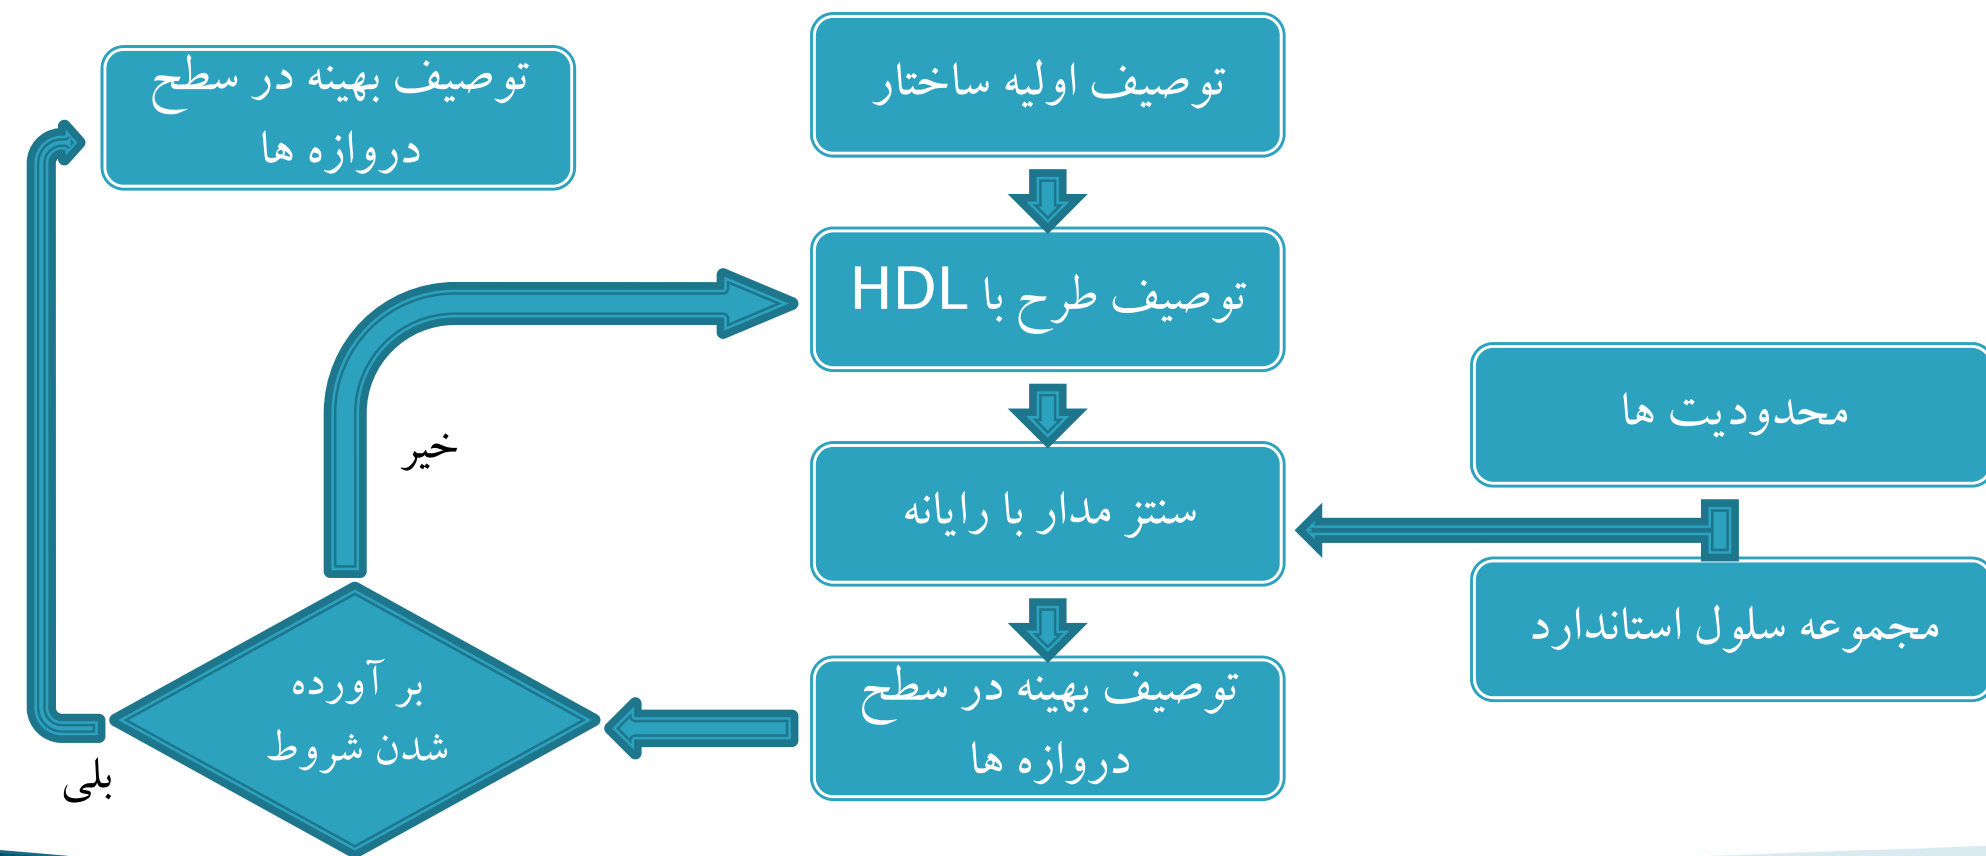 توصیف اولیه ساختار
توصیف بهینه در سطح
دروازه ها
توصیف طرح با HDL
محدودیت ها
خیر
سنتز مدار با رایانه
مجموعه سلول استاندارد
توصیف بهینه در سطح
دروازه ها
بر آورده
شدن شروط
بلی